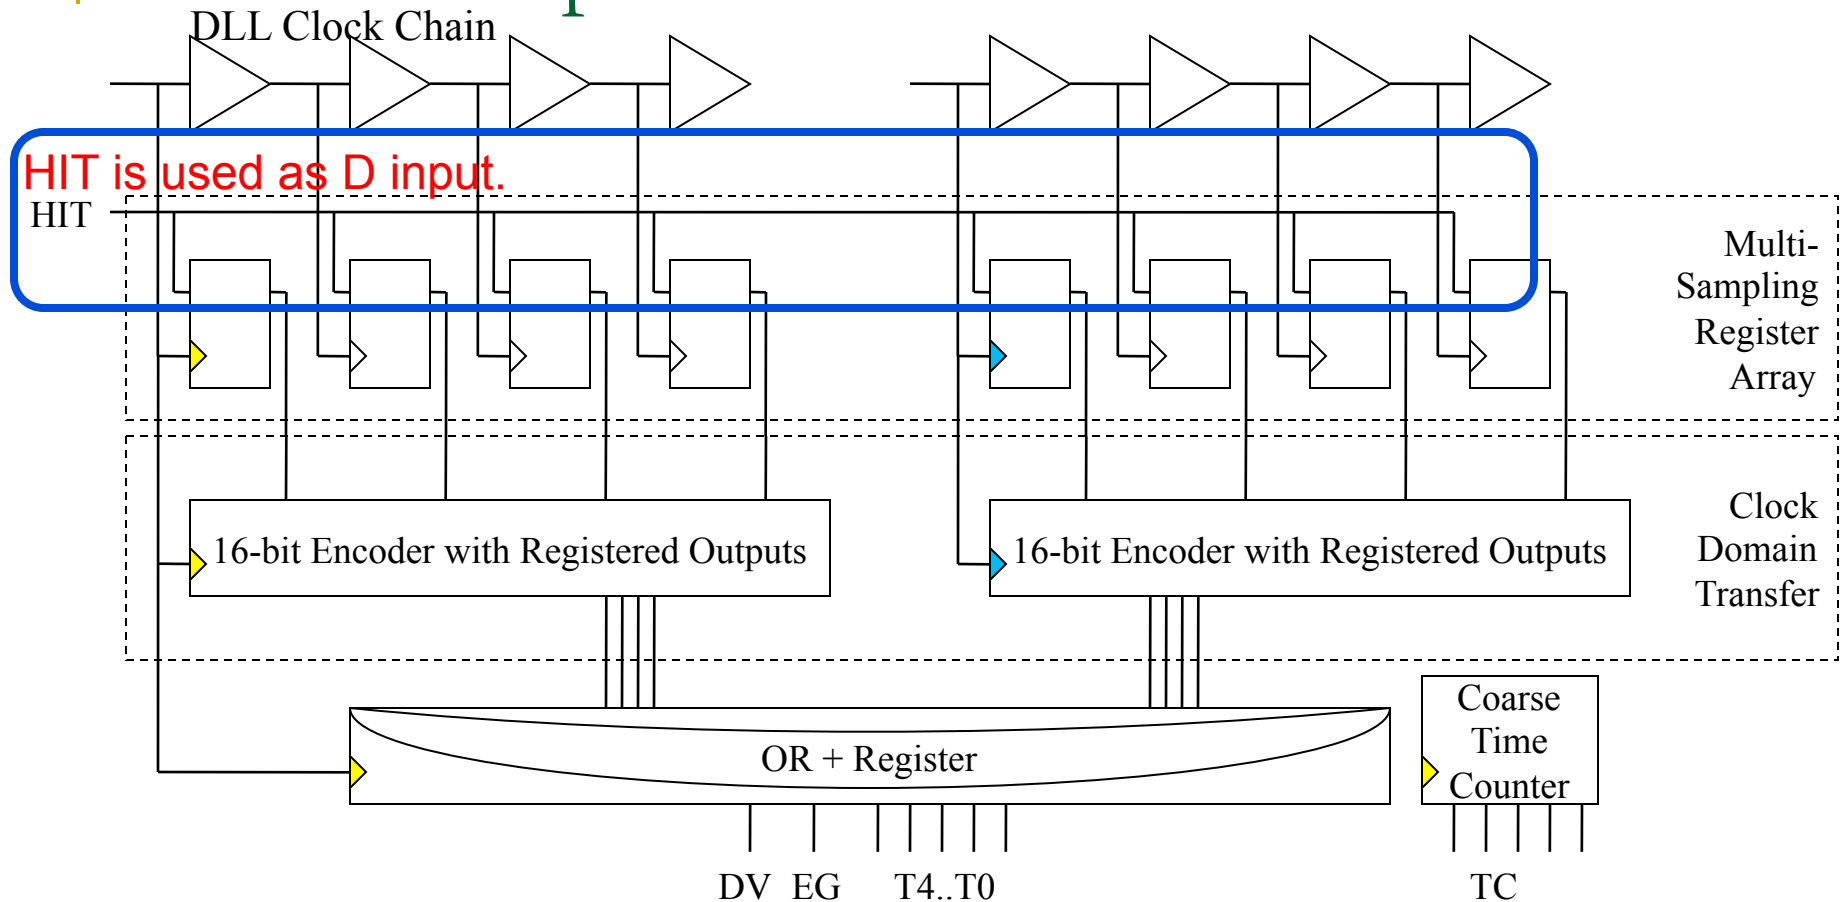 DLL Clock Chain
HIT is used as D input.
HIT
Multi-
Sampling
Register
Array
16-bit Encoder with Registered Outputs
16-bit Encoder with Registered Outputs
Clock
Domain
Transfer
OR + Register
Coarse
Time
Counter
DV EG T4..T0
TC